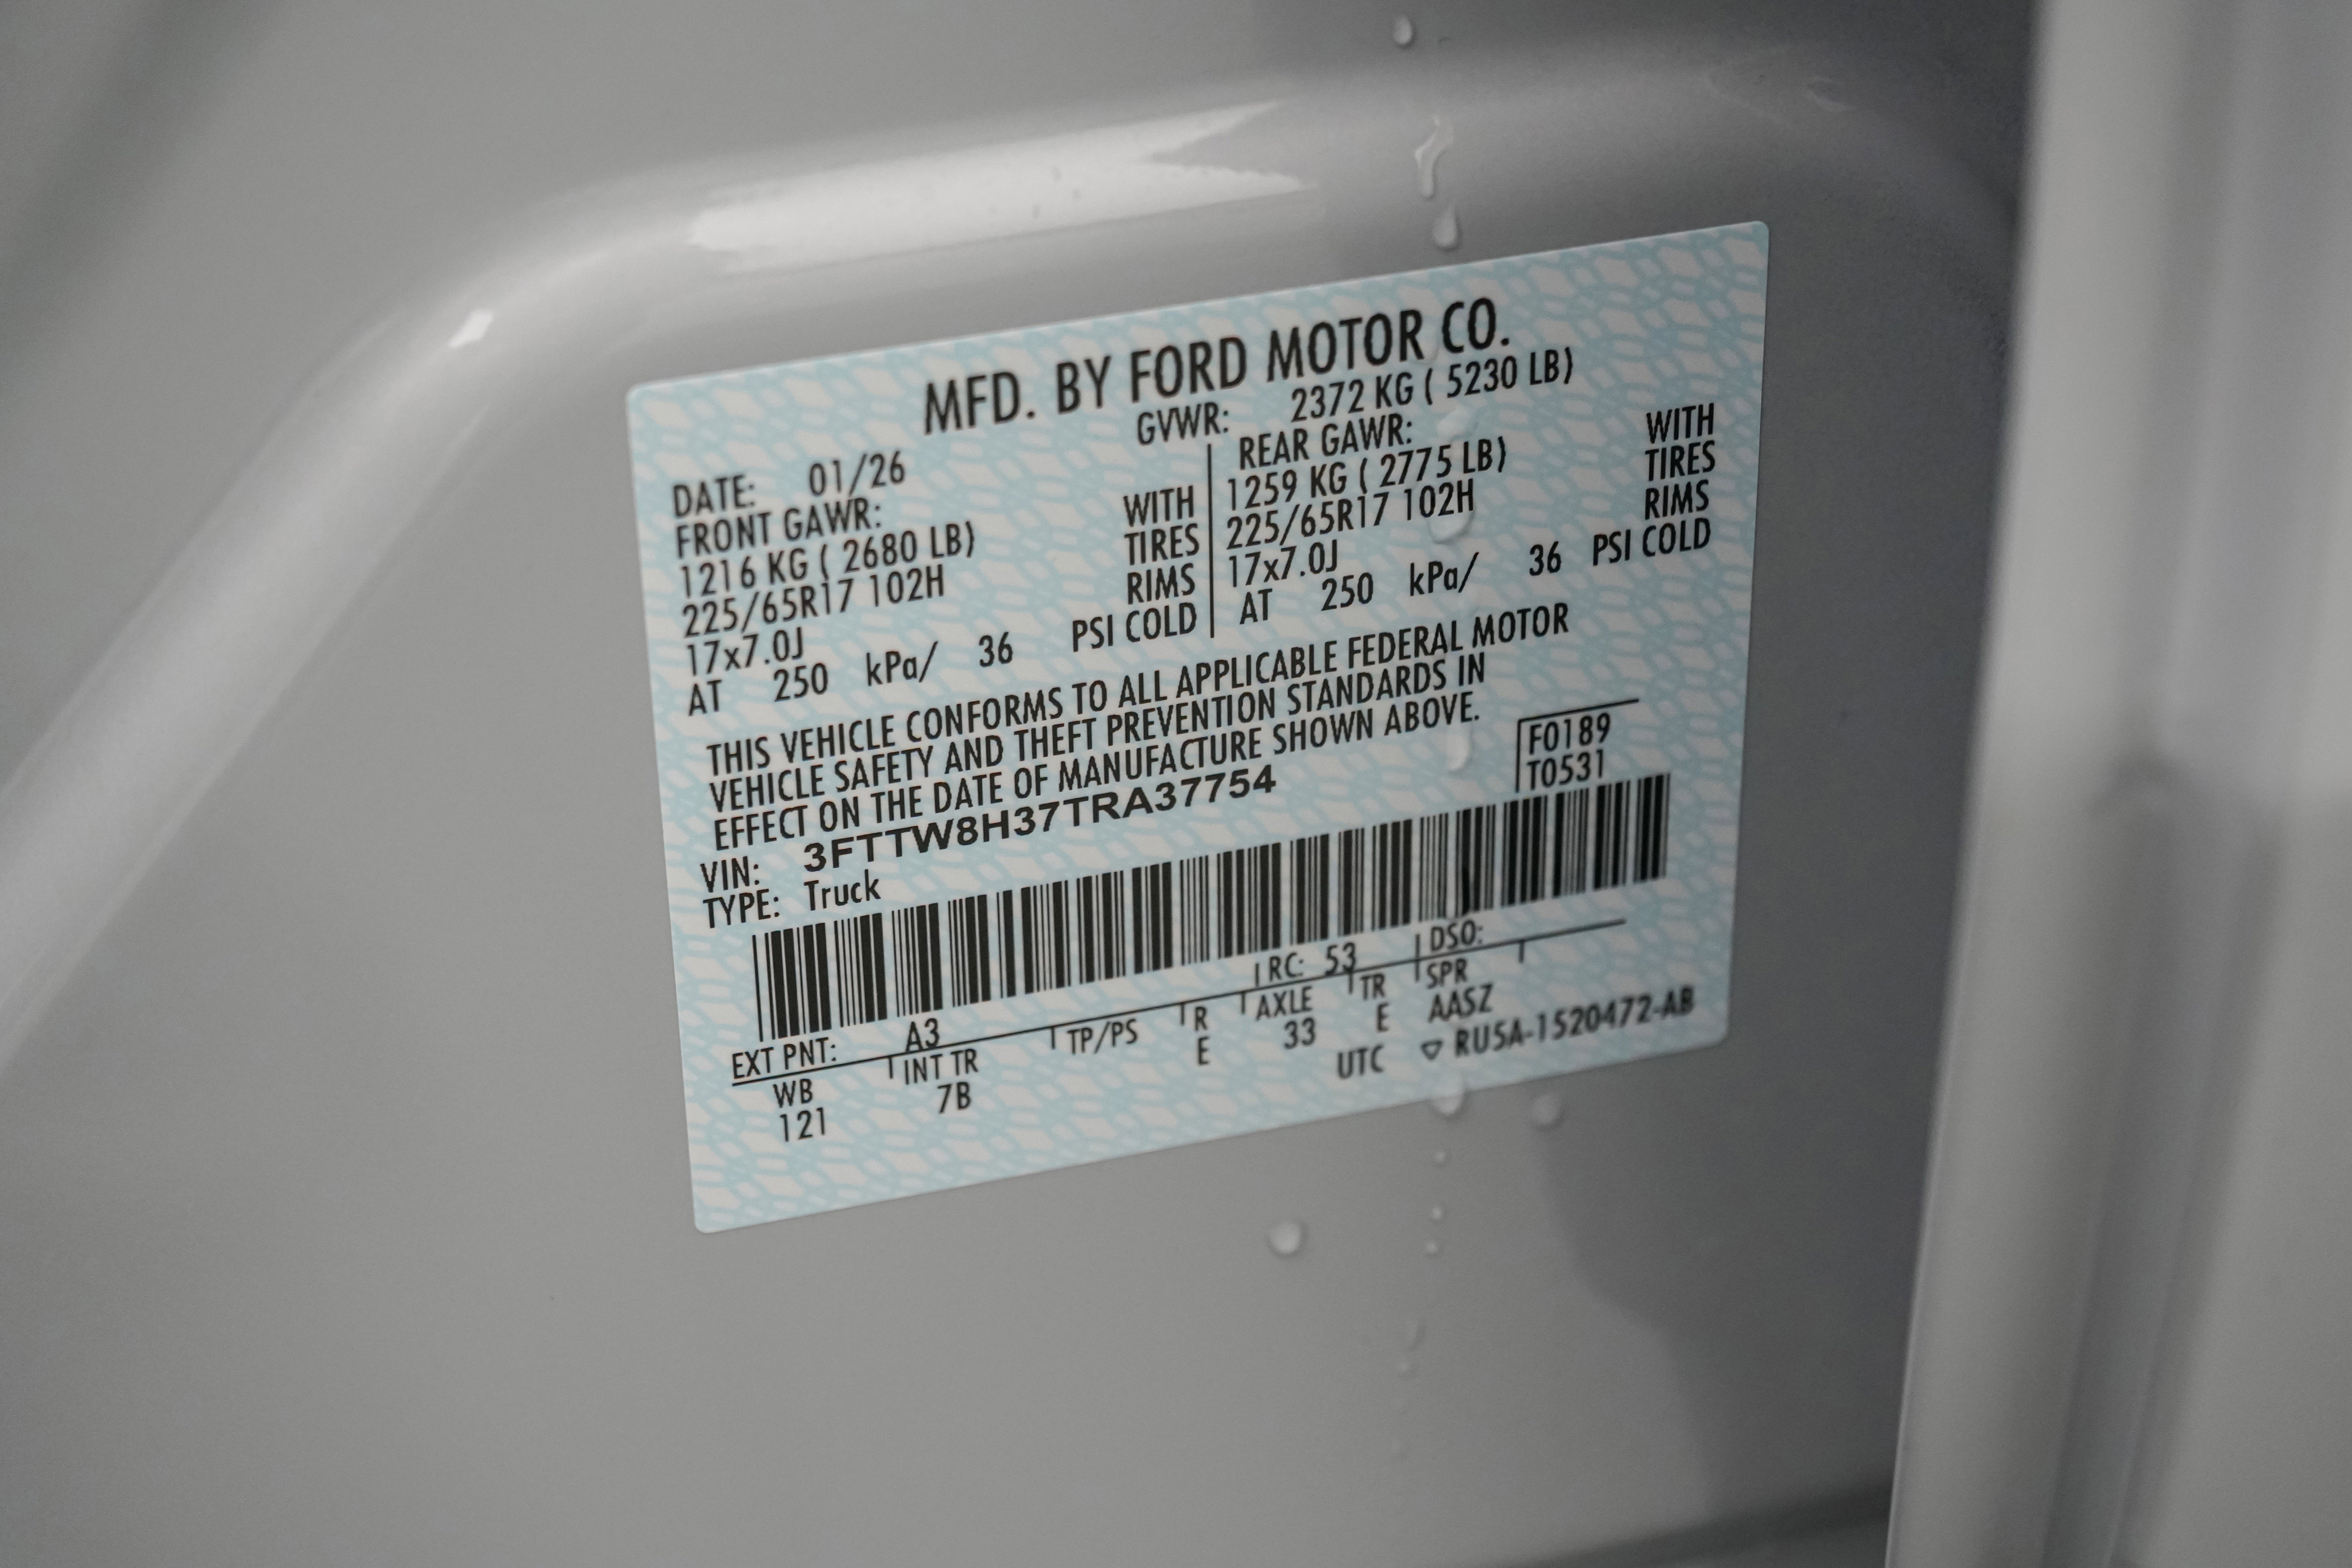 MFD. BY FORD MOTOR CO.
DATE: 01/26 GVWR: 2372 KG ( 5230 LB)
FRONT GAWR: REAR GAWR:
1216 KG ( 2680 LB) WITH 1259 KG ( 2775 LB) WITH
225/65R17 102H TIRES 225/65R17 102H TIRES
17x7.0J RIMS 17x7.0J RIMS
AT 250 kPa/ 36 PSI COLD AT 250 kPa/ 36 PSI COLD
THIS VEHICLE CONFORMS TO ALL APPLICABLE FEDERAL MOTOR
VEHICLE SAFETY AND THEFT PREVENTION STANDARDS IN
EFFECT ON THE DATE OF MANUFACTURE SHOWN ABOVE.
F0189
T0531
VIN: 3FTTW8H37TRA37754
TYPE: Truck
EXT PNT: A3 RC: 53 DSO:
WB INT TR TP/PS R AXLE TR SPR
121 7B E 33 E AASZ
UTC ▽ RU5A-1520472-AB